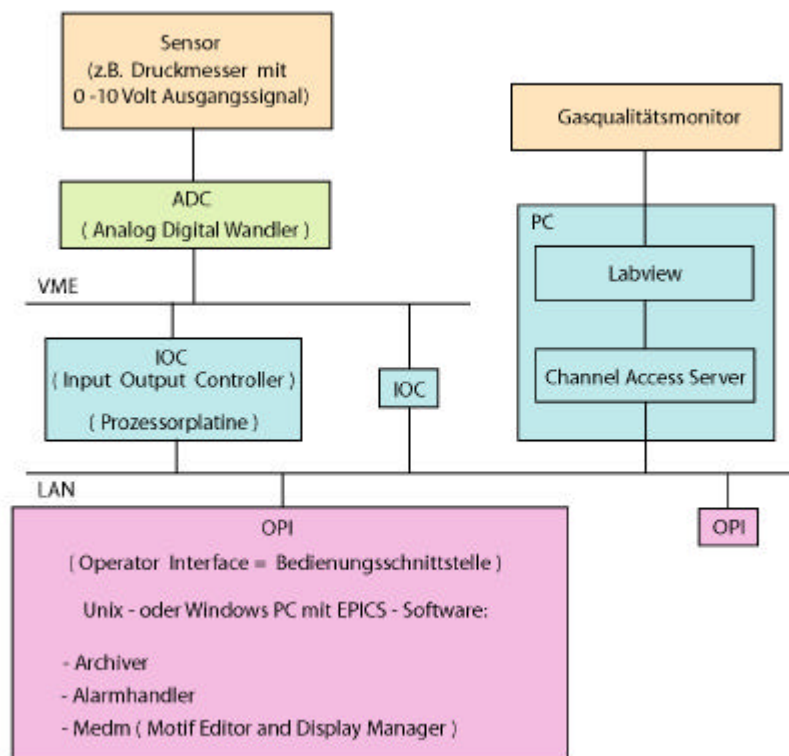 Sensor
(z.B. Druckmesser mit
0 -10 Volt Ausgangssignal)
Gasqualitätsmonitor
ADC
( Analog Digital Wandler )
PC
Labview
VME
IOC
( Input Output Controller )
( Prozessorplatine )
IOC
Channel Access Server
LAN
OPI
( Operator Interface = Bedienungsschnittstelle )
Unix - oder Windows PC mit EPICS - Software:
- Archiver
- Alarmhandler
- Medm ( Motif Editor and Display Manager )
OPI